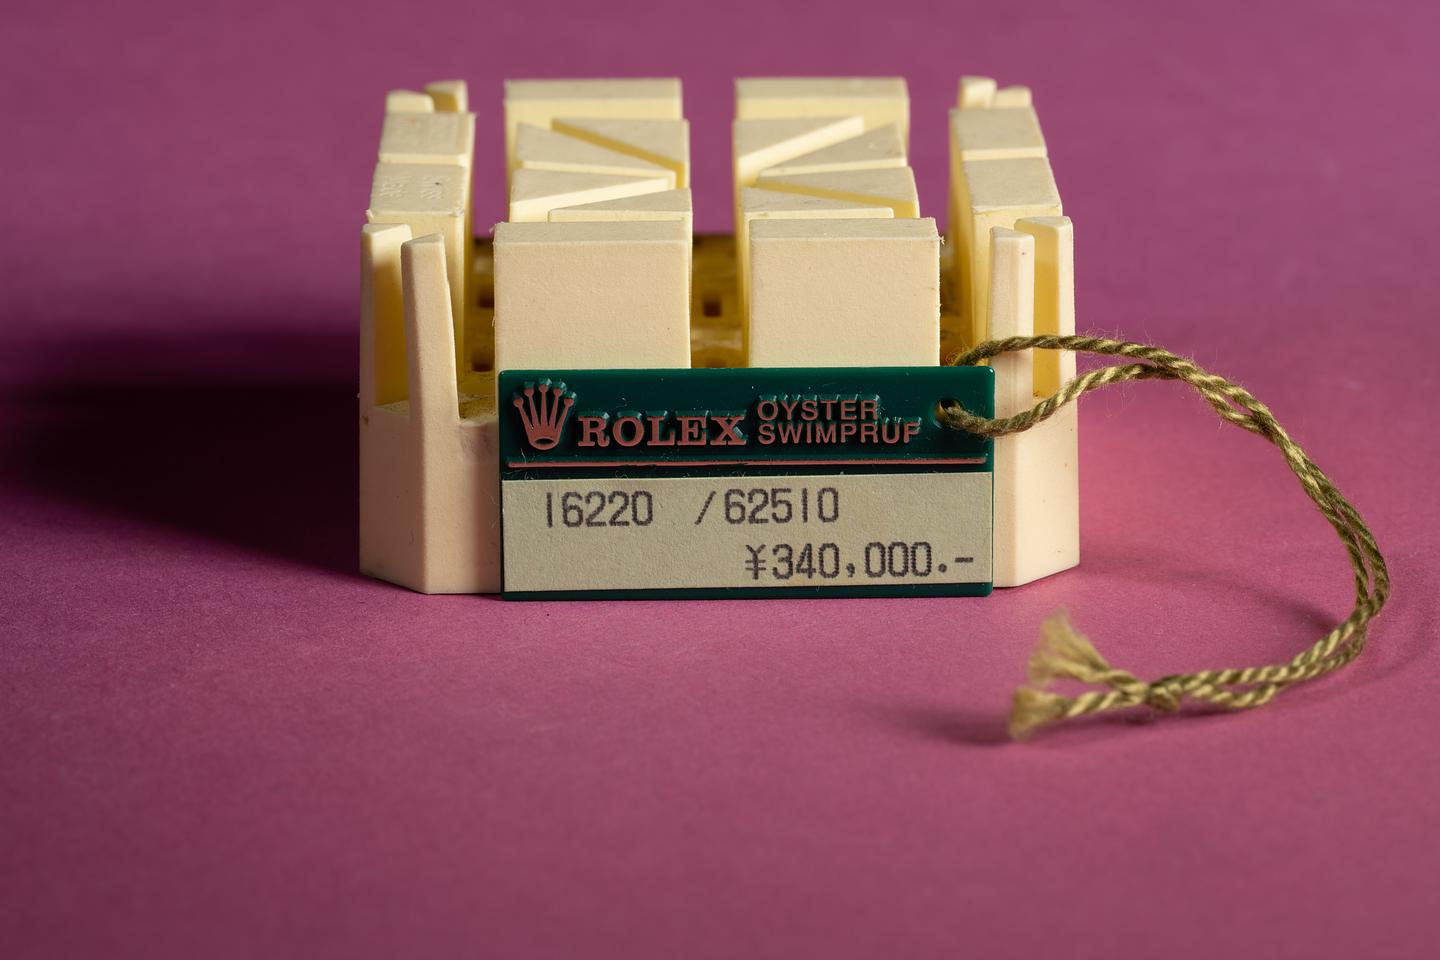 ROLEX OYSTER SWIMPRUF
16220 /62510
¥340,000.-